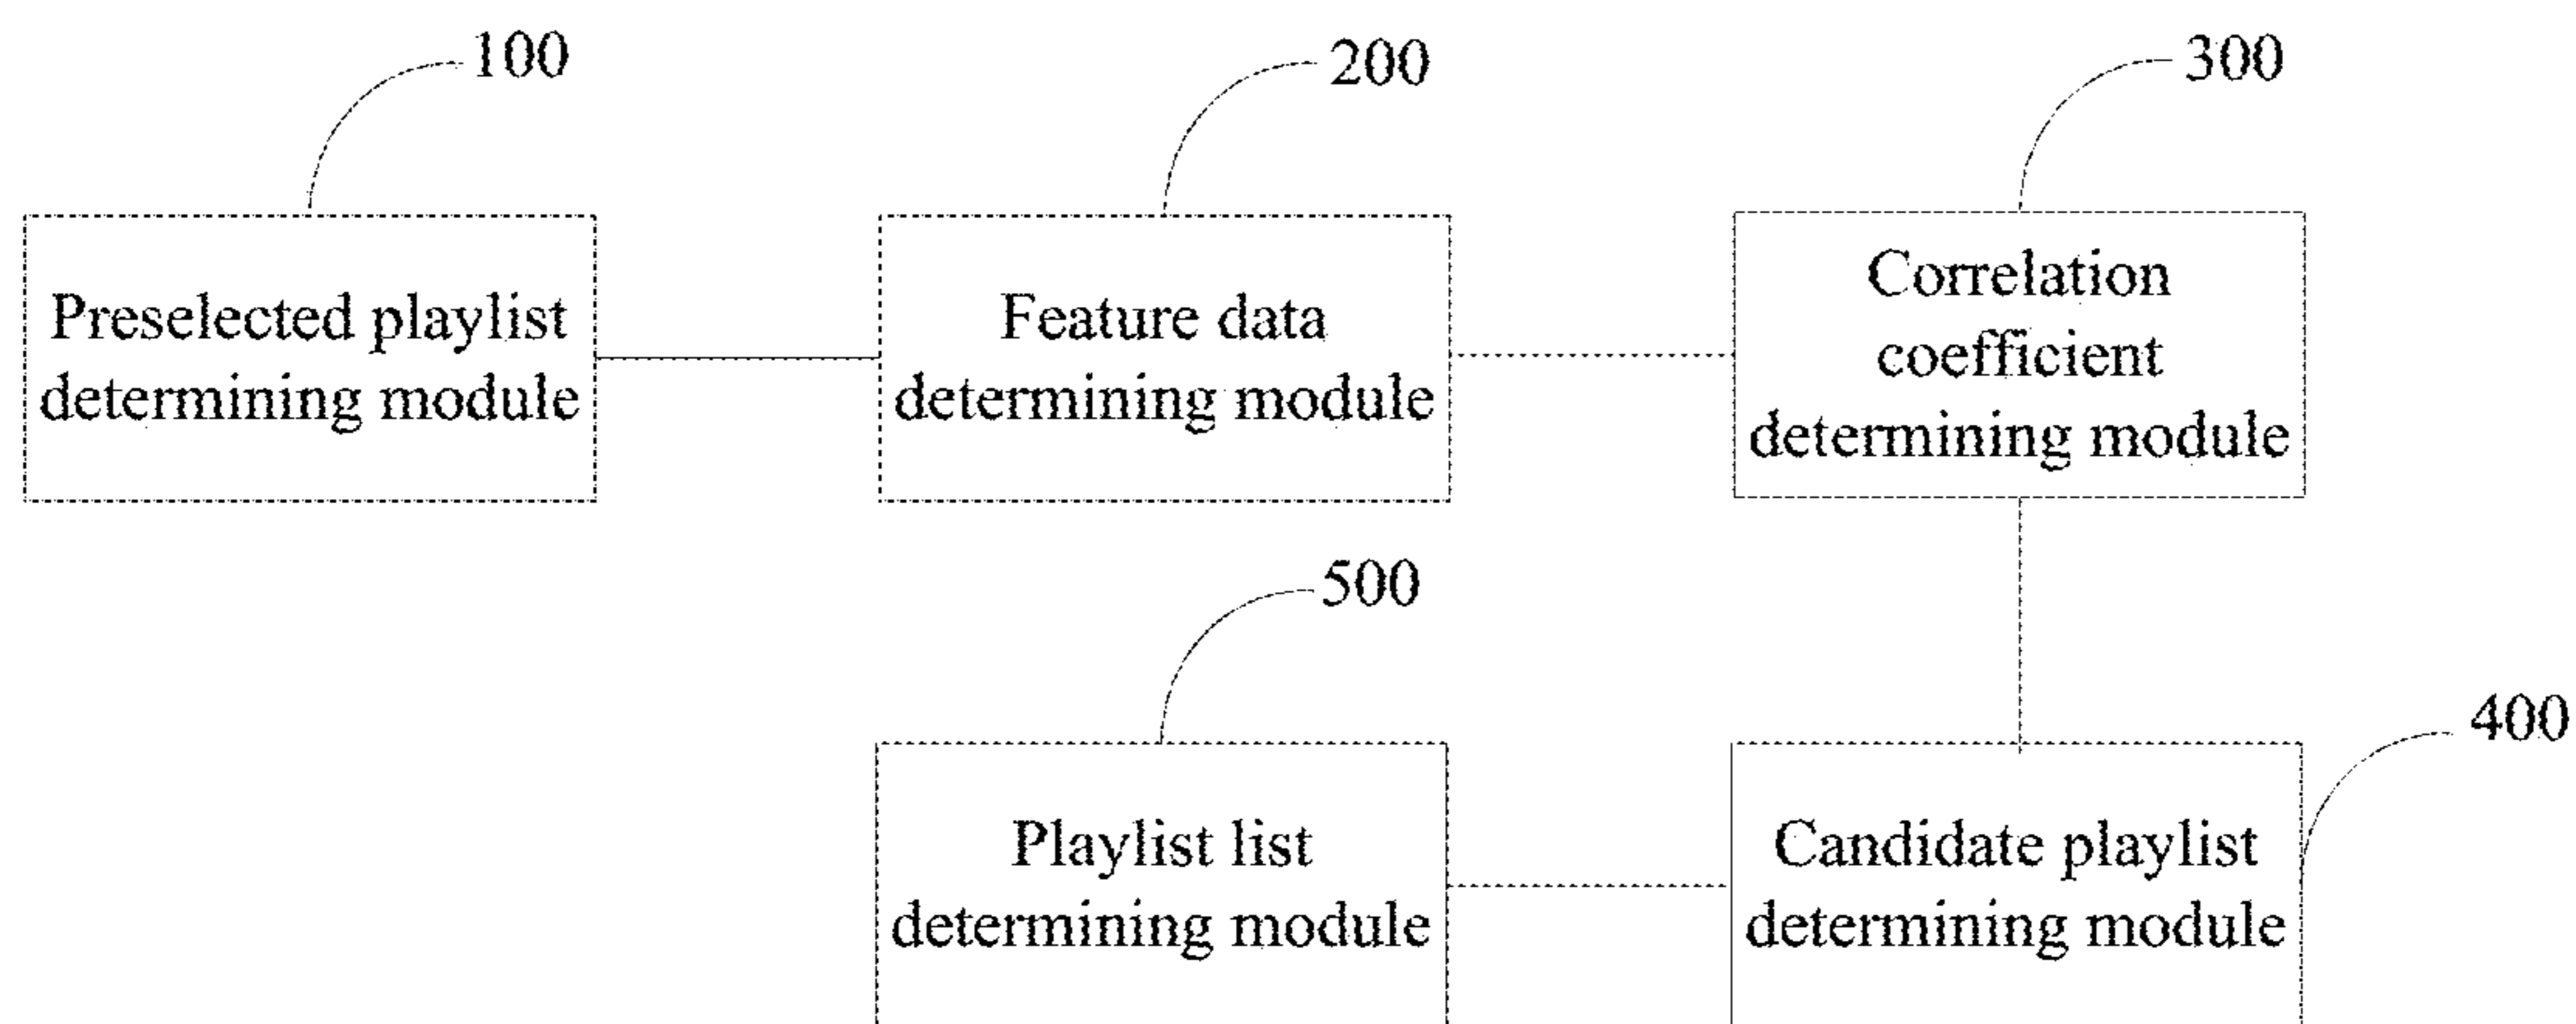 100
200
300
Preselected playlist
determining module
Feature data
determining module
Correlation
coefficient
determining module
500
400
Playlist list
determining module
Candidate playlist
determining module